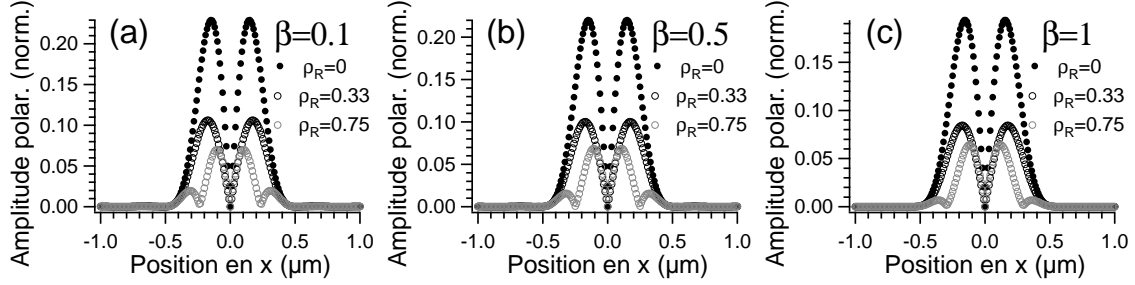 (a)
β=0.1
ρR=0
ρR=0.33
ρR=0.75
Amplitude polar. (norm.)
0.20
0.15
0.10
0.05
0.00
-1.0 -0.5 0.0 0.5 1.0
Position en x (µm)
(b)
β=0.5
ρR=0
ρR=0.33
ρR=0.75
Amplitude polar. (norm.)
0.20
0.15
0.10
0.05
0.00
-1.0 -0.5 0.0 0.5 1.0
Position en x (µm)
(c)
β=1
ρR=0
ρR=0.33
ρR=0.75
Amplitude polar. (norm.)
0.15
0.10
0.05
0.00
-1.0 -0.5 0.0 0.5 1.0
Position en x (µm)